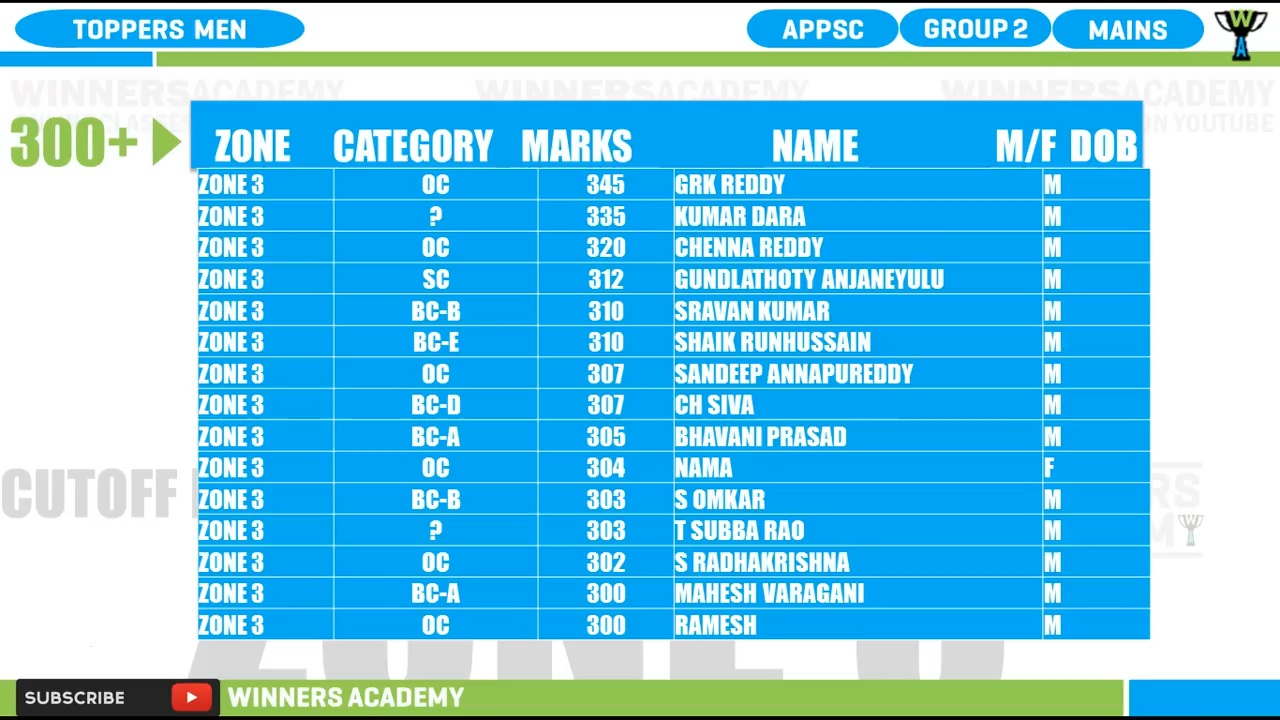 TOPPERS MEN
APPSC GROUP 2 MAINS
WINNERSACADEMY WINNERSACADEMY WINNERSACADEMY
ON YOUTUBE
300+
ZONE CATEGORY MARKS NAME M/F DOB
ZONE 3 OC 345 GRK REDDY M
ZONE 3 ? 335 KUMAR DARA M
ZONE 3 OC 320 CHENNA REDDY M
ZONE 3 SC 312 GUNDLATHOTY ANJANEYULU M
ZONE 3 BC-B 310 SRAVAN KUMAR M
ZONE 3 BC-E 310 SHAIK RUNHUSSAIN M
ZONE 3 OC 307 SANDEEP ANNAPUREDDY M
ZONE 3 BC-D 307 CH SIVA M
ZONE 3 BC-A 305 BHAVANI PRASAD M
ZONE 3 OC 304 NAMA F
CUTOFF
ZONE 3 BC-B 303 S OMKAR M
ZONE 3 ? 303 T SUBBA RAO M
ZONE 3 OC 302 S RADHAKRISHNA M
ZONE 3 BC-A 300 MAHESH VARAGANI M
ZONE 3 OC 300 RAMESH M
SUBSCRIBE WINNERS ACADEMY